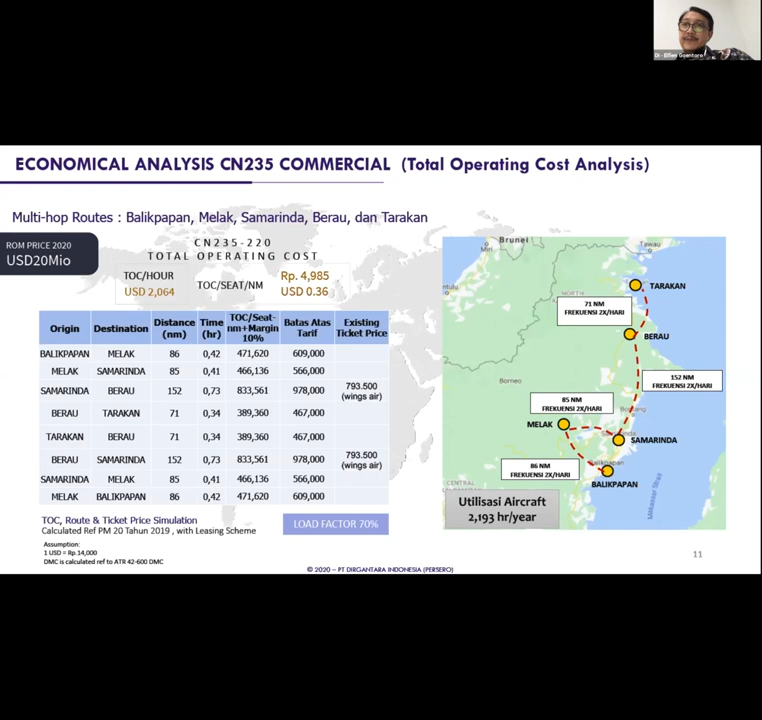 Di - Elfien Goentoro
ECONOMICAL ANALYSIS CN235 COMMERCIAL (Total Operating Cost Analysis)
Multi-hop Routes : Balikpapan, Melak, Samarinda, Berau, dan Tarakan
ROM PRICE 2020
USD20Mio
CN235-220
TOTAL OPERATING COST
TOC/HOUR
USD 2,064
TOC/SEAT/NM
Rp. 4,985
USD 0.36
Origin Destination Distance (nm) Time (hr) TOC/Seat-nm+Margin 10% Batas Atas Tarif Existing Ticket Price
BALIKPAPAN MELAK 86 0,42 471,620 609,000
MELAK SAMARINDA 85 0,41 466,136 566,000
SAMARINDA BERAU 152 0,73 833,561 978,000 793.500 (wings air)
BERAU TARAKAN 71 0,34 389,360 467,000
TARAKAN BERAU 71 0,34 389,360 467,000
BERAU SAMARINDA 152 0,73 833,561 978,000 793.500 (wings air)
SAMARINDA MELAK 85 0,41 466,136 566,000
MELAK BALIKPAPAN 86 0,42 471,620 609,000
TOC, Route & Ticket Price Simulation
Calculated Ref PM 20 Tahun 2019 , with Leasing Scheme
LOAD FACTOR 70%
Assumption:
1 USD = Rp.14,000
DMC is calculated ref to ATR 42-600 DMC
Brunei
Miri
Tawau
ntulu
NORTH
TARAKAN
71 NM
FREKUENSI 2X/HARI
BERAU
Borneo
152 NM
FREKUENSI 2X/HARI
85 NM
FREKUENSI 2X/HARI
MELAK
SAMARINDA
86 NM
FREKUENSI 2X/HARI
Balikpapan
BALIKPAPAN
CENTRAL
Makassar Strait
Utilisasi Aircraft
2,193 hr/year
11
© 2020 – PT DIRGANTARA INDONESIA (PERSERO)